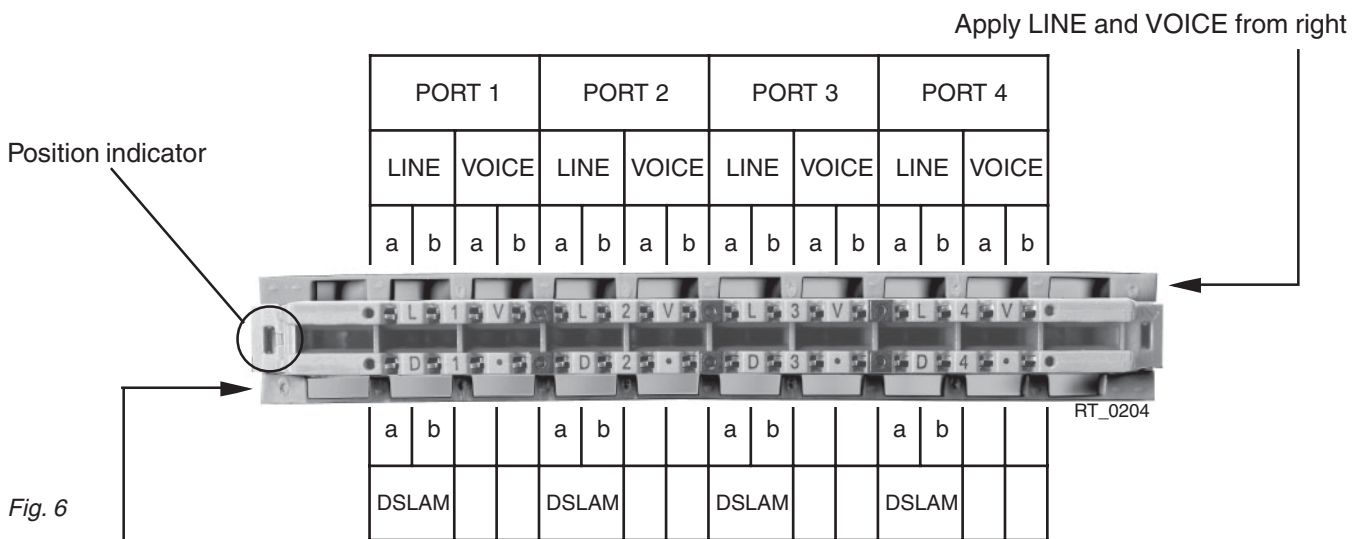 Apply LINE and VOICE from right
PORT 1 PORT 2 PORT 3 PORT 4
Position indicator
LINE VOICE LINE VOICE LINE VOICE LINE VOICE
a b a b a b a b a b a b a b a b
L 1 V L 2 V L 3 V L 4 V
D 1 • D 2 • D 3 • D 4 •
RT_0204
a b a b a b a b
DSLAM DSLAM DSLAM DSLAM
Fig. 6